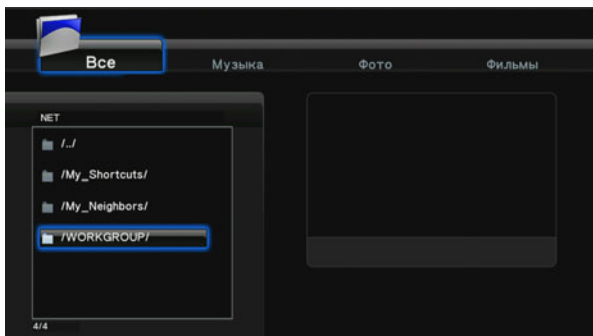 Все Музыка Фото Фильмы
NET
/../
/My_Shortcuts/
/My_Neighbors/
/WORKGROUP/
4/4